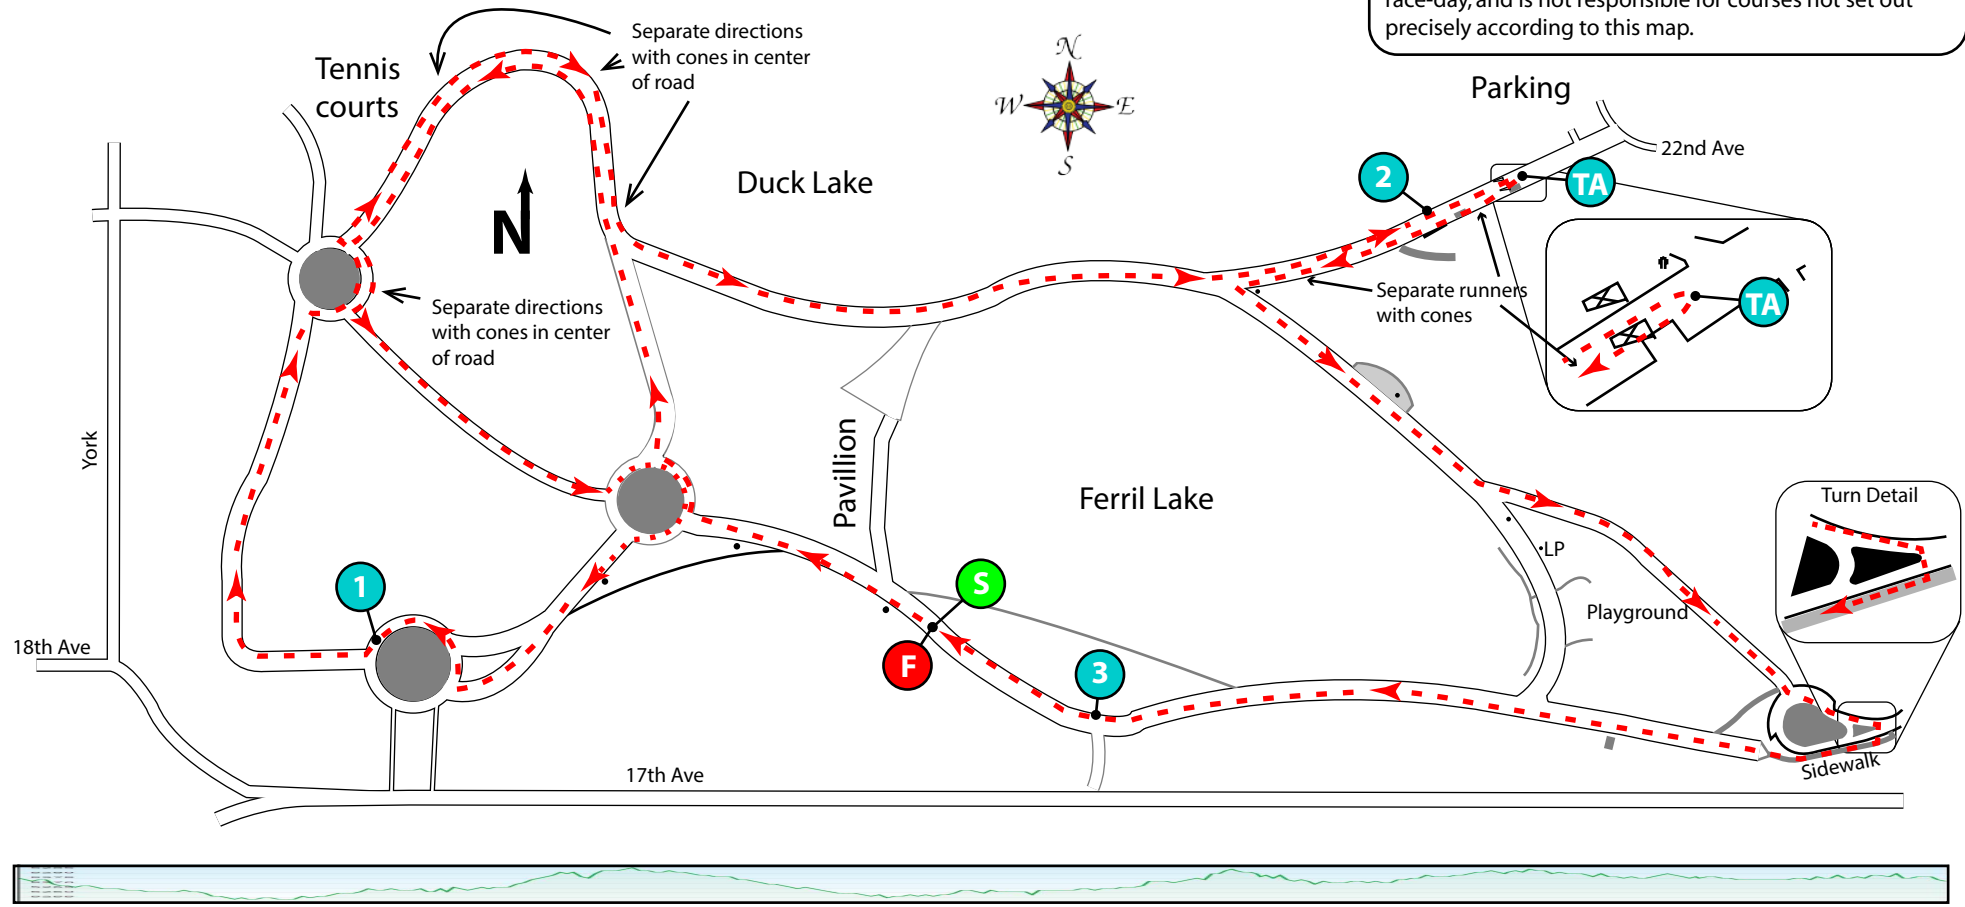 race-day, and is not responsible for courses not set out
precisely according to this map.
Separate directions
with cones in center
of road
Tennis
courts
N
W
E
S
Parking
22nd Ave
Duck Lake
2
TA
N
Separate directions
with cones in center
of road
Separate runners
with cones
TA
York
Pavillion
Ferril Lake
Turn Detail
LP
1
S
Playground
18th Ave
F
3
Sidewalk
17th Ave